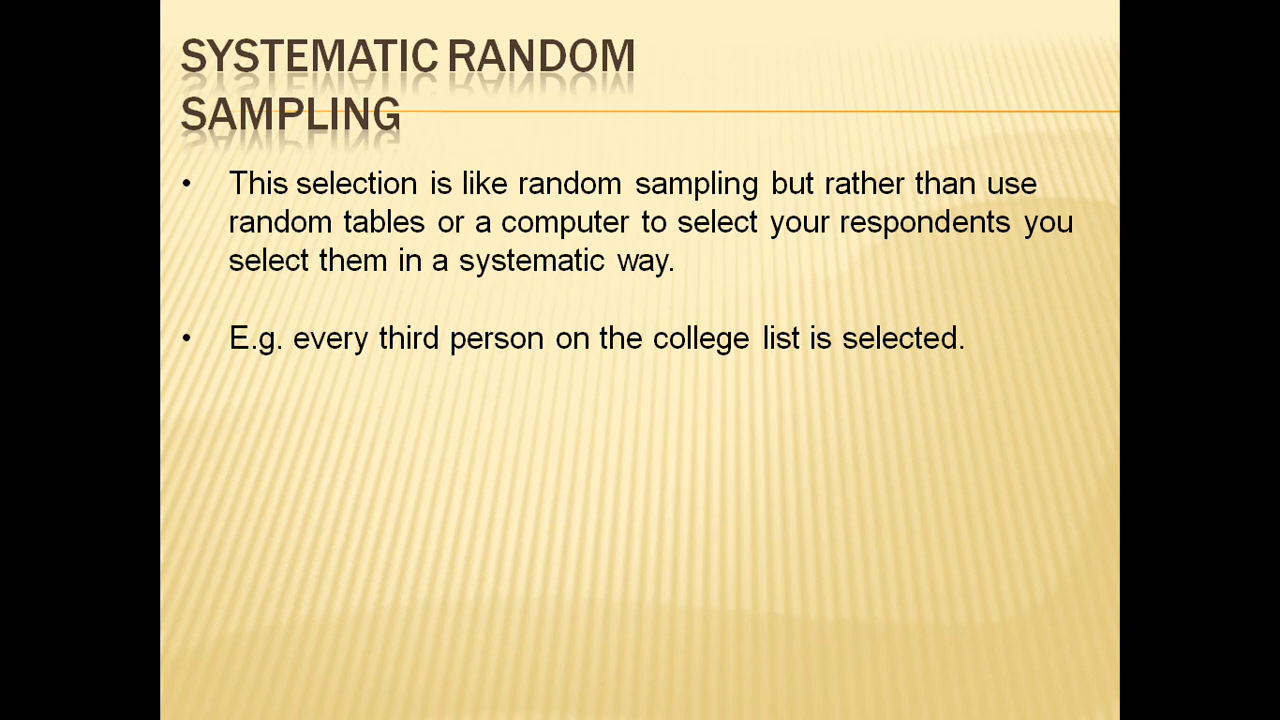 SYSTEMATIC RANDOM
SAMPLING
• This selection is like random sampling but rather than use
random tables or a computer to select your respondents you
select them in a systematic way.
• E.g. every third person on the college list is selected.